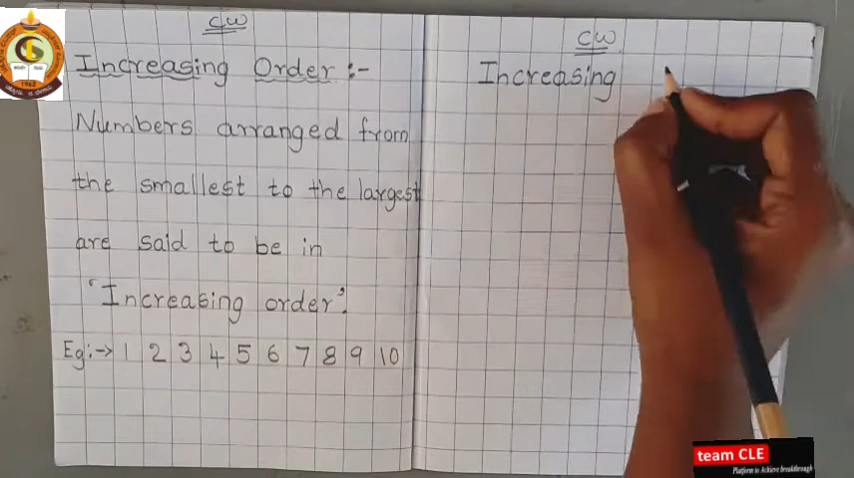 CW
Increasing Order :-
Numbers arranged from
the smallest to the largest
are said to be in
'Increasing order'.
Eg:-> 1 2 3 4 5 6 7 8 9 10
CW
Increasing
1962
team CLE
Platform to Achieve breakthrough